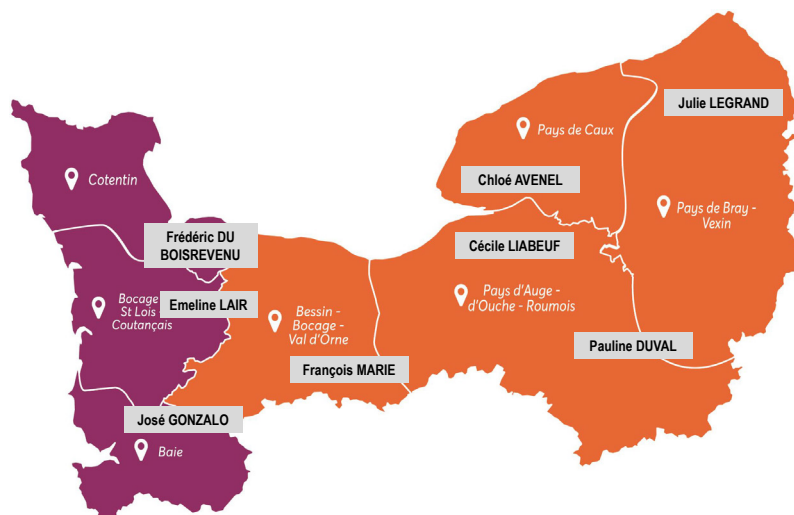 Julie LEGRAND
Pays de Caux
Cotentin
Chloé AVENEL
Pays de Bray -
Vexin
Frédéric DU
BOISREVENU
Cécile LIABEUF
Bocage
St Lois -
Coutançais
Emeline LAIR
Bessin -
Bocage -
Val d'Orne
Pays d'Auge -
d'Ouche - Roumois
Pauline DUVAL
François MARIE
José GONZALO
Baie